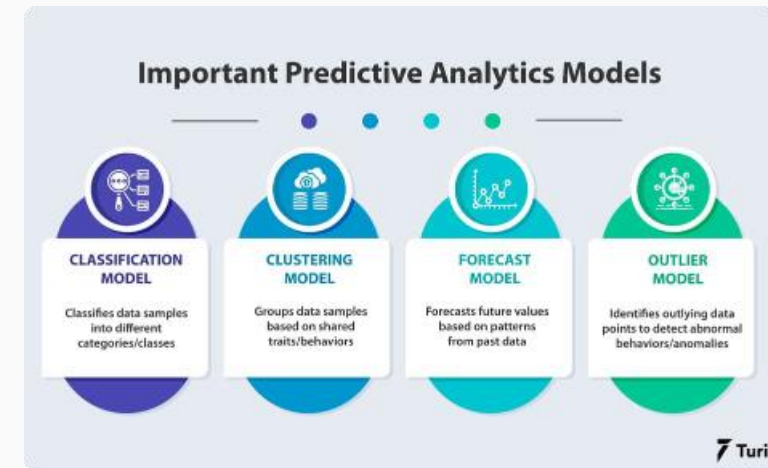 Important Predictive Analytics Models
CLASSIFICATION
MODEL
Classifies data samples
into different
categories/classes
CLUSTERING
MODEL
Groups data samples
based on shared
traits/behaviors
FORECAST
MODEL
Forecasts future values
based on patterns
from past data
OUTLIER
MODEL
Identifies outlying data
points to detect abnormal
behaviors/anomalies
Turi